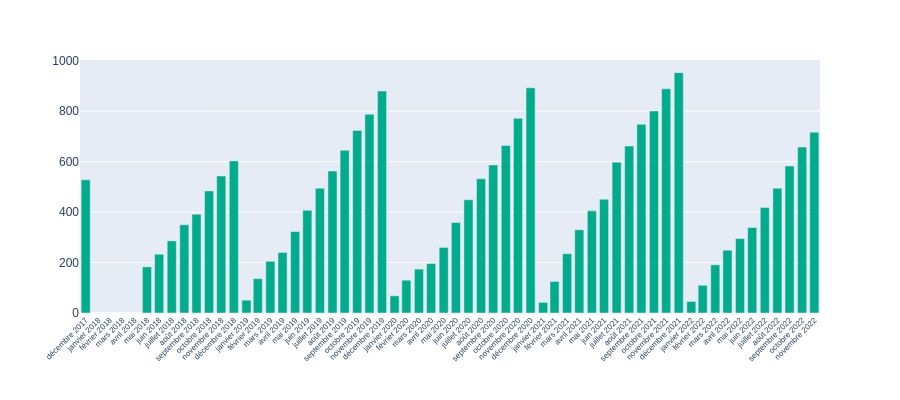 1000
800
600
400
200
0
décembre 2017
janvier 2018
février 2018
mars 2018
avril 2018
mai 2018
juin 2018
juillet 2018
août 2018
septembre 2018
octobre 2018
novembre 2018
décembre 2018
janvier 2019
février 2019
mars 2019
avril 2019
mai 2019
juin 2019
juillet 2019
août 2019
septembre 2019
octobre 2019
novembre 2019
décembre 2019
janvier 2020
février 2020
mars 2020
avril 2020
mai 2020
juin 2020
juillet 2020
août 2020
septembre 2020
octobre 2020
novembre 2020
décembre 2020
janvier 2021
février 2021
mars 2021
avril 2021
mai 2021
juin 2021
juillet 2021
août 2021
septembre 2021
octobre 2021
novembre 2021
décembre 2021
janvier 2022
février 2022
mars 2022
avril 2022
mai 2022
juin 2022
juillet 2022
août 2022
septembre 2022
octobre 2022
novembre 2022